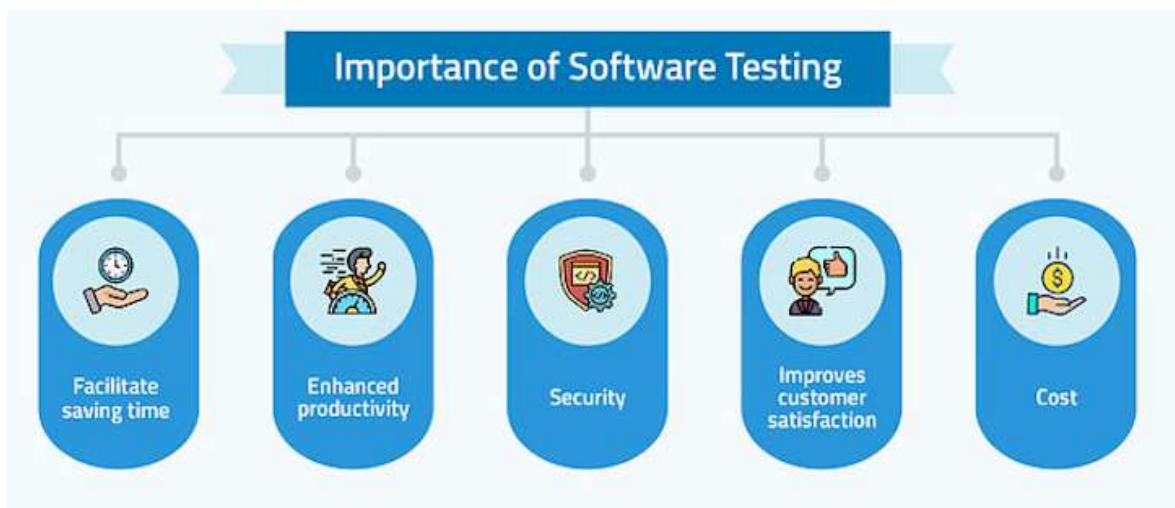 Importance of Software Testing
Facilitate
saving time
Enhanced
productivity
Security
Improves
customer
satisfaction
Cost